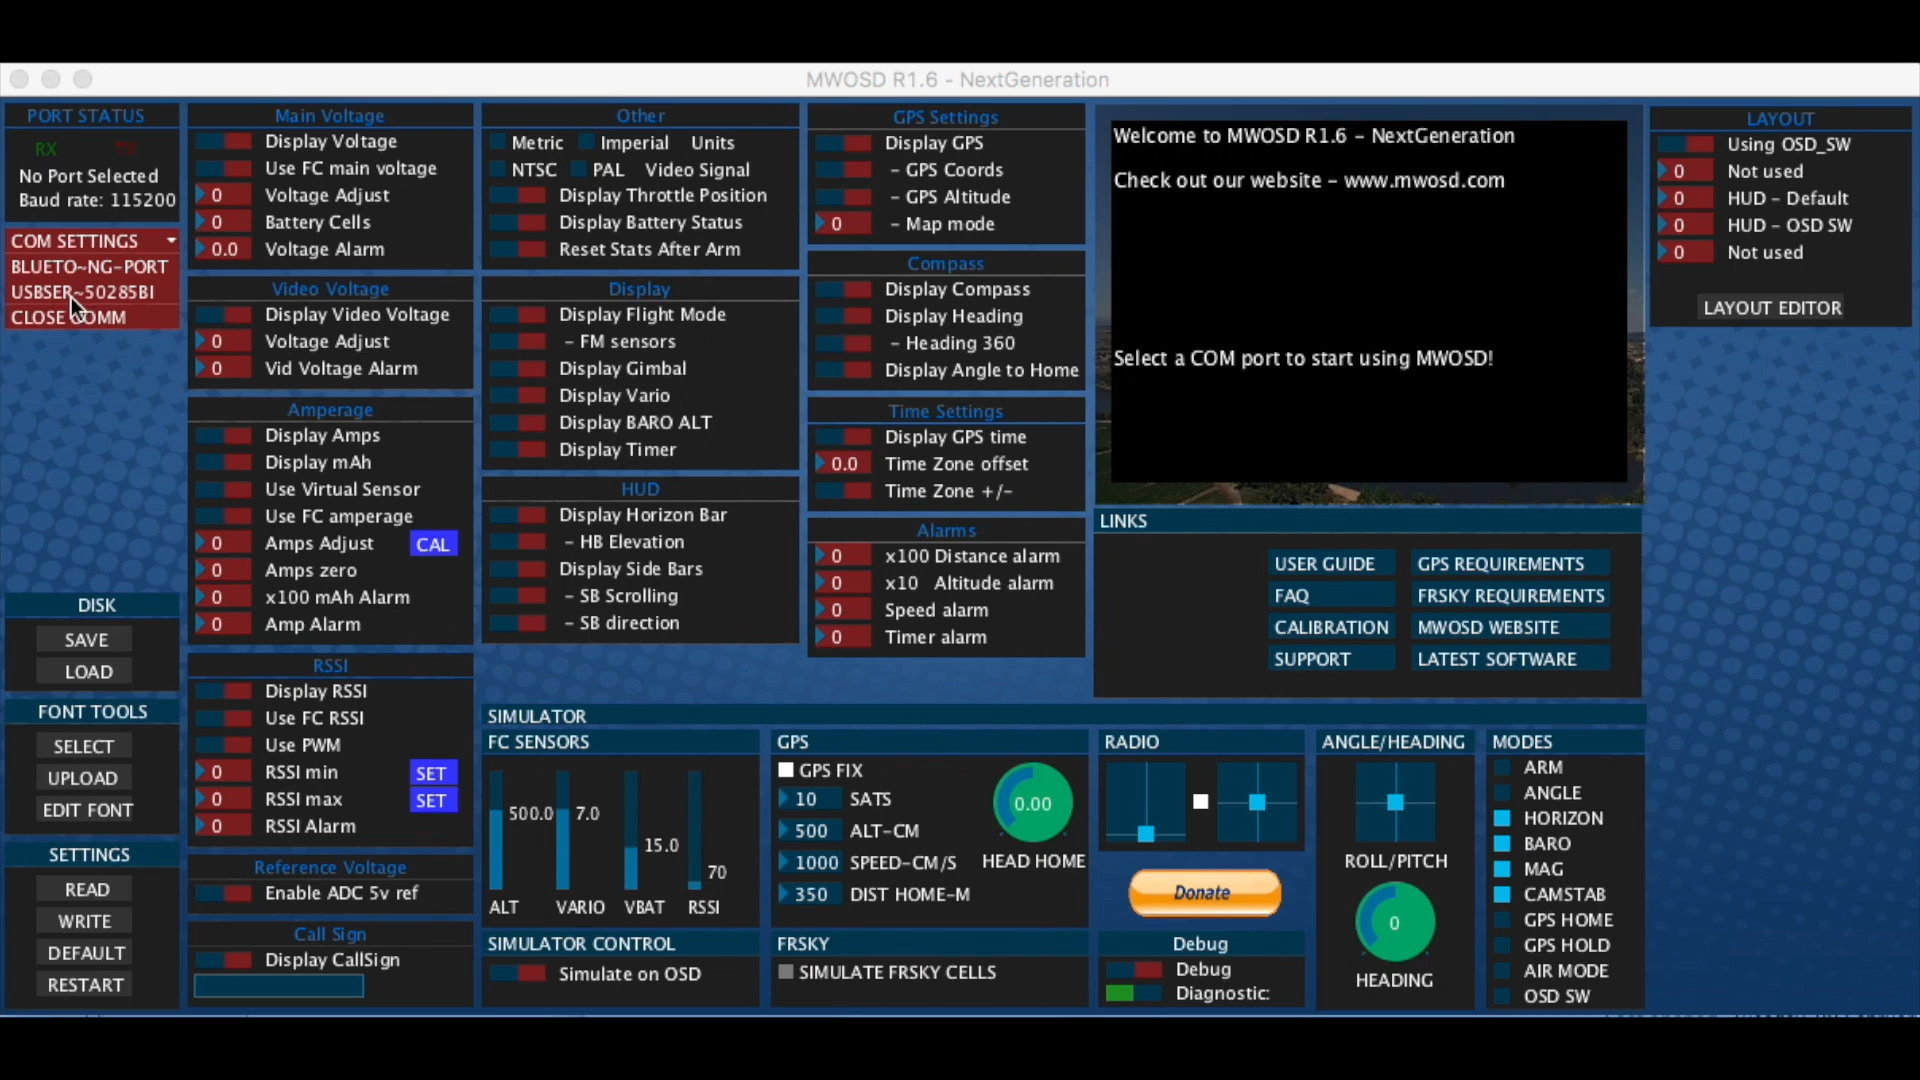 MWOSD R1.6 - NextGeneration
PORT STATUS
RX TX
No Port Selected
Baud rate: 115200
COM SETTINGS
BLUETO~NG-PORT
USBSER~50285BI
CLOSE COMM
DISK
SAVE
LOAD
FONT TOOLS
SELECT
UPLOAD
EDIT FONT
SETTINGS
READ
WRITE
DEFAULT
RESTART
Main Voltage
Display Voltage
Use FC main voltage
0 Voltage Adjust
0 Battery Cells
0.0 Voltage Alarm
Video Voltage
Display Video Voltage
0 Voltage Adjust
0 Vid Voltage Alarm
Amperage
Display Amps
Display mAh
Use Virtual Sensor
Use FC amperage
0 Amps Adjust CAL
0 Amps zero
0 x100 mAh Alarm
0 Amp Alarm
RSSI
Display RSSI
Use FC RSSI
Use PWM
0 RSSI min SET
0 RSSI max SET
0 RSSI Alarm
Reference Voltage
Enable ADC 5v ref
Call Sign
Display CallSign
Other
Metric Imperial Units
NTSC PAL Video Signal
Display Throttle Position
Display Battery Status
Reset Stats After Arm
Display
Display Flight Mode
- FM sensors
Display Gimbal
Display Vario
Display BARO ALT
Display Timer
HUD
Display Horizon Bar
- HB Elevation
Display Side Bars
- SB Scrolling
- SB direction
GPS Settings
Display GPS
- GPS Coords
- GPS Altitude
0 - Map mode
Compass
Display Compass
Display Heading
- Heading 360
Display Angle to Home
Time Settings
Display GPS time
0.0 Time Zone offset
Time Zone +/-
Alarms
0 x100 Distance alarm
0 x10 Altitude alarm
0 Speed alarm
0 Timer alarm
Welcome to MWOSD R1.6 - NextGeneration
Check out our website - www.mwosd.com
Select a COM port to start using MWOSD!
LINKS
USER GUIDE GPS REQUIREMENTS
FAQ FRSKY REQUIREMENTS
CALIBRATION MWOSD WEBSITE
SUPPORT LATEST SOFTWARE
LAYOUT
Using OSD_SW
0 Not used
0 HUD - Default
0 HUD - OSD SW
0 Not used
LAYOUT EDITOR
SIMULATOR
FC SENSORS
500.0 7.0
15.0
70
ALT VARIO VBAT RSSI
SIMULATOR CONTROL
Simulate on OSD
GPS
GPS FIX
10 SATS
500 ALT-CM
1000 SPEED-CM/S
350 DIST HOME-M
0.00
HEAD HOME
FRSKY
SIMULATE FRSKY CELLS
RADIO
Donate
Debug
Debug
Diagnostic:
ANGLE/HEADING
ROLL/PITCH
0
HEADING
MODES
ARM
ANGLE
HORIZON
BARO
MAG
CAMSTAB
GPS HOME
GPS HOLD
AIR MODE
OSD SW